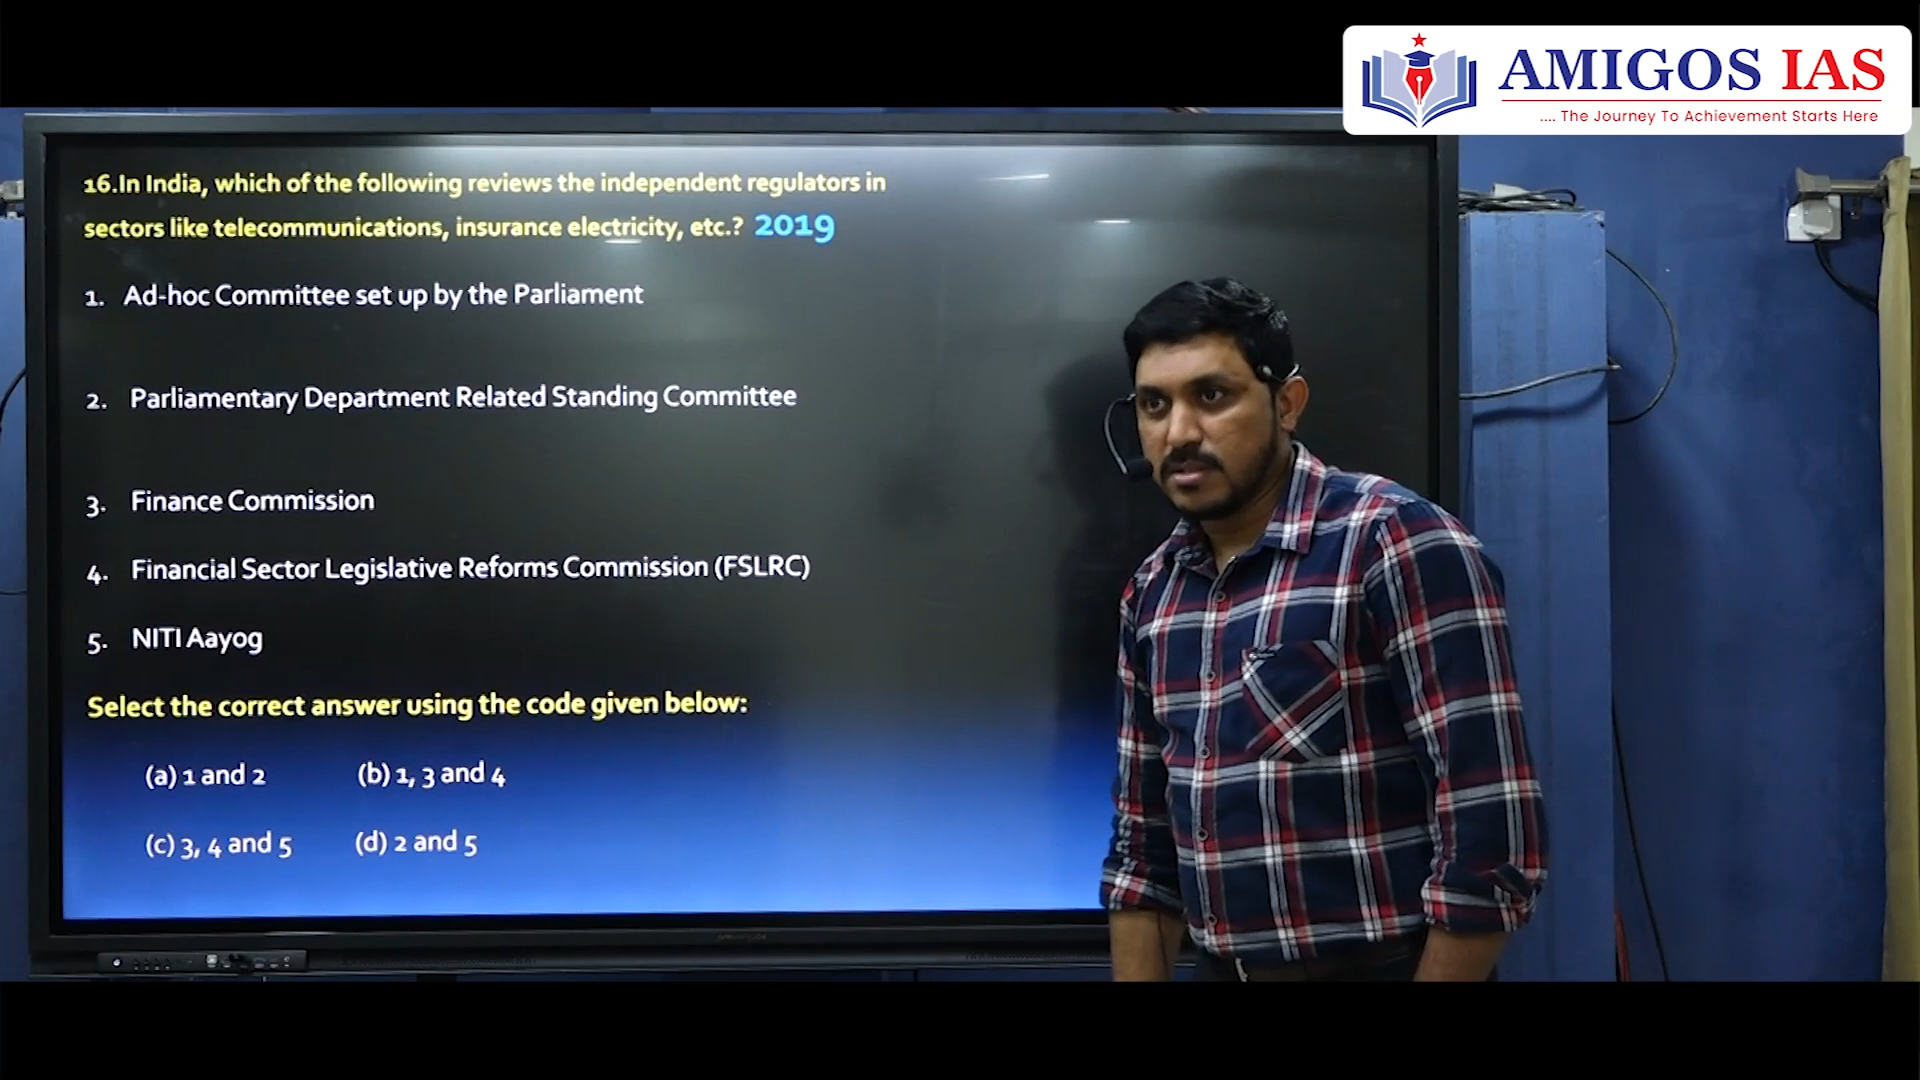 AMIGOS IAS
.... The Journey To Achievement Starts Here
16.In India, which of the following reviews the independent regulators in
sectors like telecommunications, insurance electricity, etc.? 2019
1. Ad-hoc Committee set up by the Parliament
2. Parliamentary Department Related Standing Committee
3. Finance Commission
4. Financial Sector Legislative Reforms Commission (FSLRC)
5. NITI Aayog
Select the correct answer using the code given below:
(a) 1 and 2 (b) 1, 3 and 4
(c) 3, 4 and 5 (d) 2 and 5